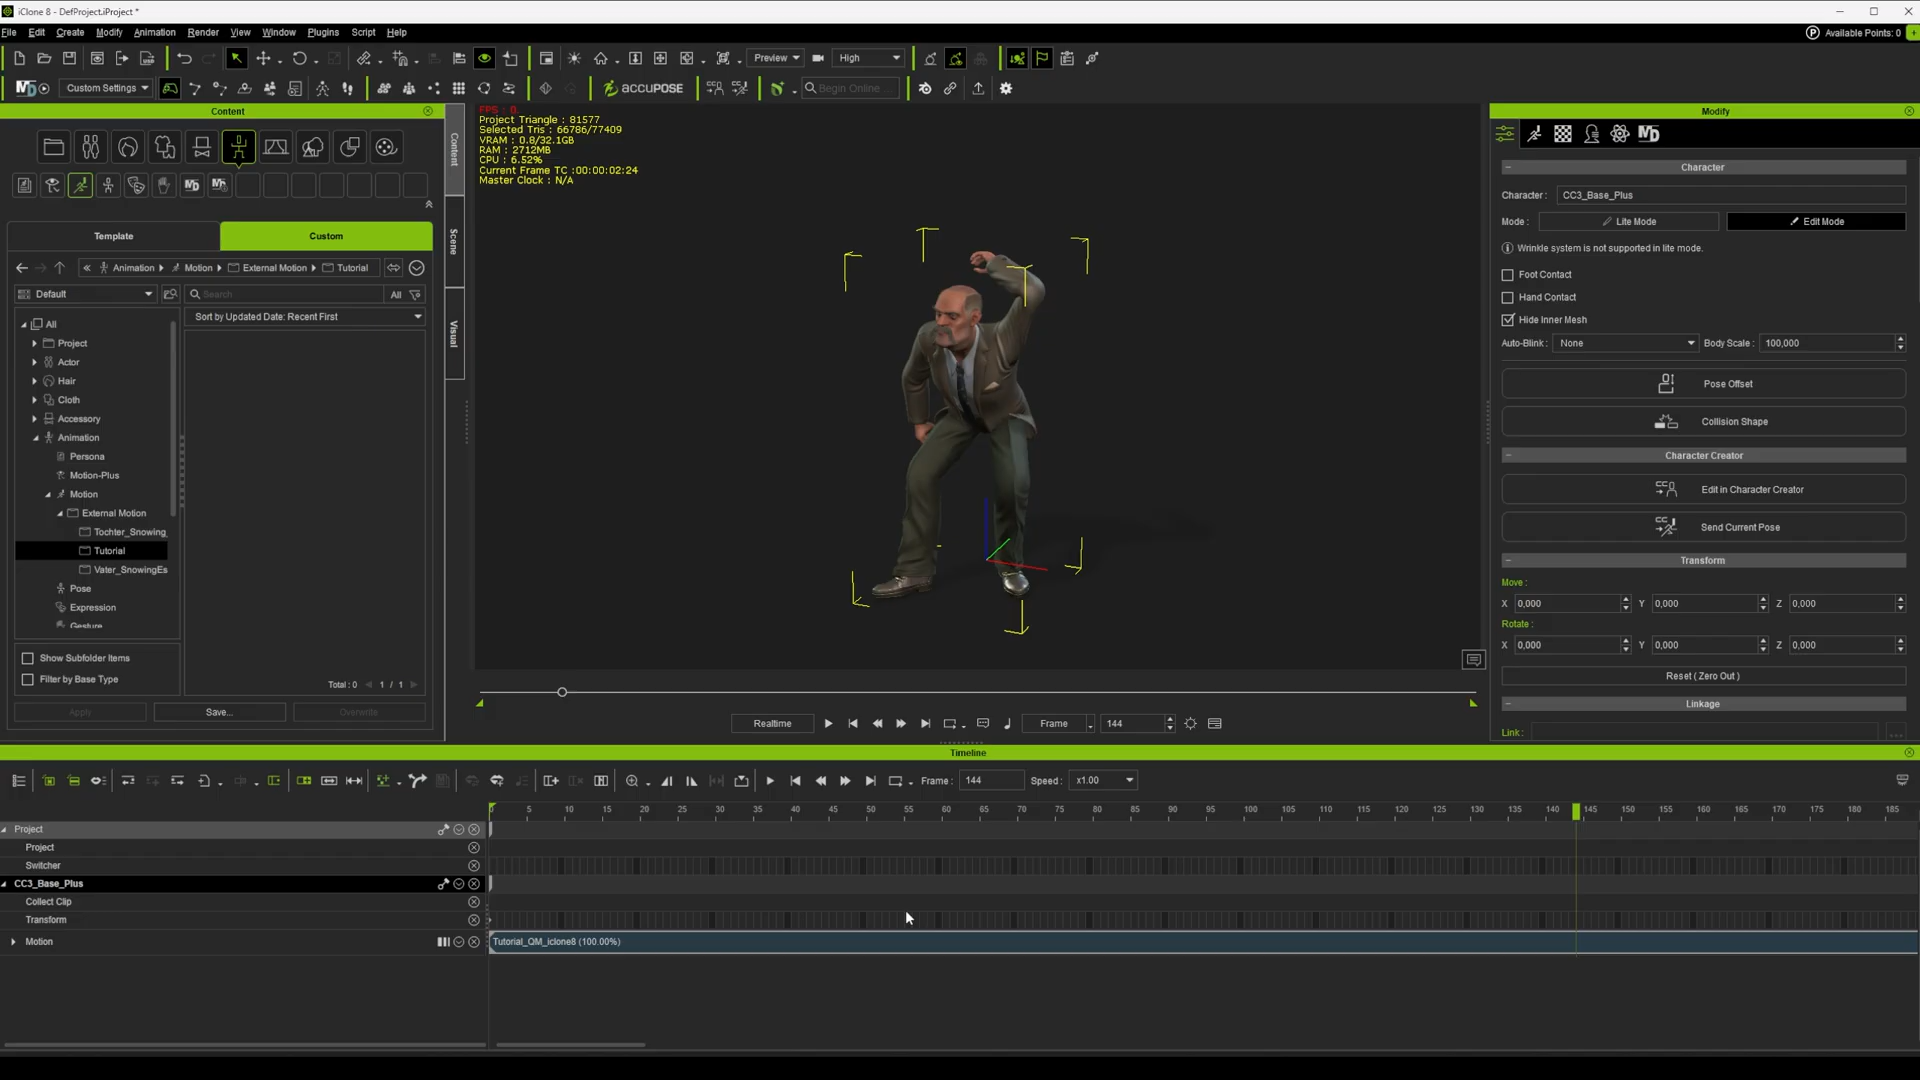 iClone 8 - DefProject.iProject *
File Edit Create Modify Animation Render View Window Plugins Script Help
Available Points: 0
Preview High
Custom Settings ACCUPOSE Begin Online ...
Content
Template Custom
Animation Motion External Motion Tutorial
Default Search All
Sort by Updated Date: Recent First
All
Project
Actor
Hair
Cloth
Accessory
Animation
Persona
Motion-Plus
Motion
External Motion
Tochter_Snowing
Tutorial
Vater_SnowingEs
Pose
Expression
Gesture
Show Subfolder Items
Filter by Base Type
Total : 0 1 / 1
Apply Save... Overwrite
Content
Scene
Visual
FPS : 0
Project Triangle : 81577
Selected Tris : 66786/77409
VRAM : 0.8/32.1GB
RAM : 2712MB
CPU : 6.52%
Current Frame TC :00:00:02:24
Master Clock : N/A
Realtime Frame 144
Modify
Character
Character : CC3_Base_Plus
Mode : Lite Mode Edit Mode
Wrinkle system is not supported in lite mode.
Foot Contact
Hand Contact
Hide Inner Mesh
Auto-Blink : None Body Scale : 100,000
Pose Offset
Collision Shape
Character Creator
Edit in Character Creator
Send Current Pose
Transform
Move :
X 0,000 Y 0,000 Z 0,000
Rotate :
X 0,000 Y 0,000 Z 0,000
Reset ( Zero Out )
Linkage
Link :
Timeline
Frame : 144 Speed : x1.00
0 5 10 15 20 25 30 35 40 45 50 55 60 65 70 75 80 85 90 95 100 105 110 115 120 125 130 135 140 145 150 155 160 165 170 175 180 185
Project
Project
Switcher
CC3_Base_Plus
Collect Clip
Transform
Motion Tutorial_QM_iclone8 (100.00%)